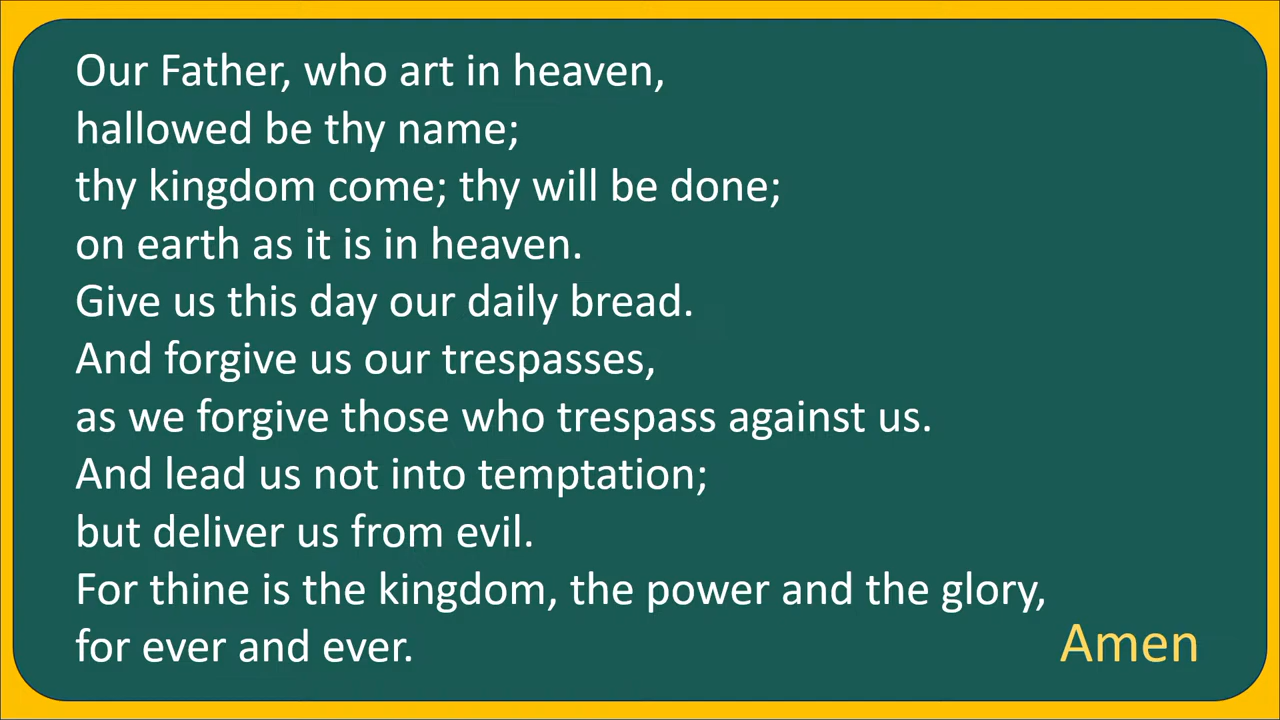 Our Father, who art in heaven,
hallowed be thy name;
thy kingdom come; thy will be done;
on earth as it is in heaven.
Give us this day our daily bread.
And forgive us our trespasses,
as we forgive those who trespass against us.
And lead us not into temptation;
but deliver us from evil.
For thine is the kingdom, the power and the glory,
for ever and ever.
Amen